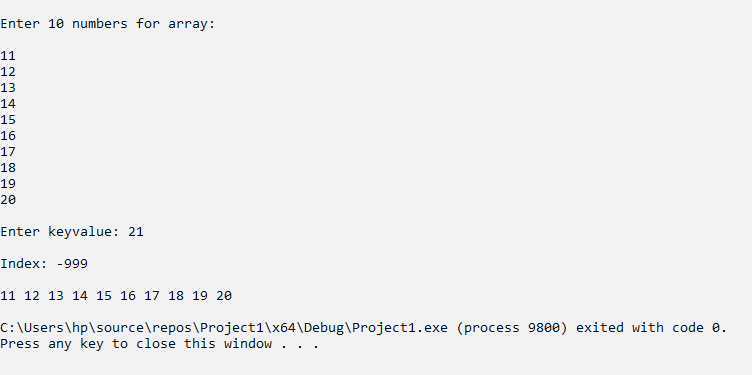 Enter 10 numbers for array:
11
12
13
14
15
16
17
18
19
20
Enter keyvalue: 21
Index: -999
11 12 13 14 15 16 17 18 19 20
C:\Users\hp\source\repos\Project1\x64\Debug\Project1.exe (process 9800) exited with code 0.
Press any key to close this window . . .